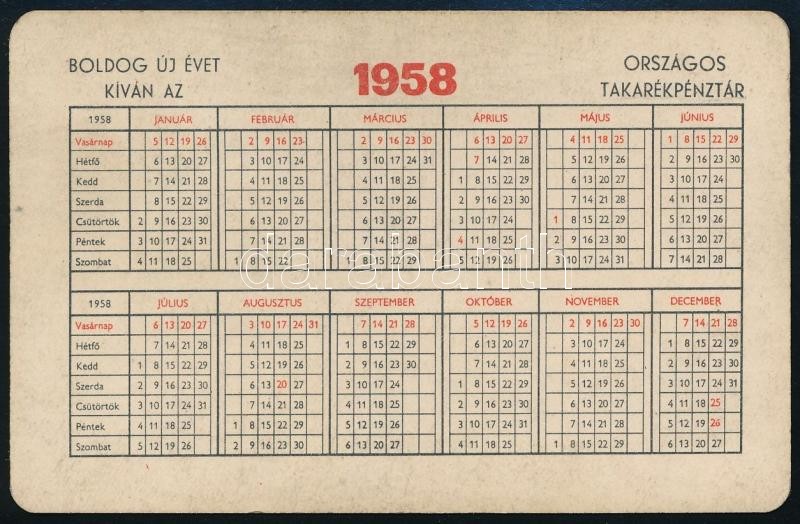 BOLDOG ÚJ ÉVET
KÍVÁN AZ
1958
ORSZÁGOS
TAKARÉKPÉNZTÁR
1958 JANUÁR FEBRUÁR MÁRCIUS ÁPRILIS MÁJUS JÚNIUS
Vasárnap 5 12 19 26 2 9 16 23 2 9 16 23 30 6 13 20 27 4 11 18 25 1 8 15 22 29
Hétfő 6 13 20 27 3 10 17 24 3 10 17 24 31 7 14 21 28 5 12 19 26 2 9 16 23 30
Kedd 7 14 21 28 4 11 18 25 4 11 18 25 1 8 15 22 29 6 13 20 27 3 10 17 24
Szerda 8 15 22 29 5 12 19 26 5 12 19 26 2 9 16 23 30 7 14 21 28 4 11 18 25
Csütörtök 2 9 16 23 30 6 13 20 27 6 13 20 27 3 10 17 24 1 8 15 22 29 5 12 19 26
Péntek 3 10 17 24 31 7 14 21 28 7 14 21 28 4 11 18 25 2 9 16 23 30 6 13 20 27
Szombat 4 11 18 25 1 8 15 22 1 8 15 22 29 5 12 19 26 3 10 17 24 31 7 14 21 28
darabanth
1958 JÚLIUS AUGUSZTUS SZEPTEMBER OKTÓBER NOVEMBER DECEMBER
Vasárnap 6 13 20 27 3 10 17 24 31 7 14 21 28 5 12 19 26 2 9 16 23 30 7 14 21 28
Hétfő 7 14 21 28 4 11 18 25 1 8 15 22 29 6 13 20 27 3 10 17 24 1 8 15 22 29
Kedd 1 8 15 22 29 5 12 19 26 2 9 16 23 30 7 14 21 28 4 11 18 25 2 9 16 23 30
Szerda 2 9 16 23 30 6 13 20 27 3 10 17 24 1 8 15 22 29 5 12 19 26 3 10 17 24 31
Csütörtök 3 10 17 24 31 7 14 21 28 4 11 18 25 2 9 16 23 30 6 13 20 27 4 11 18 25
Péntek 4 11 18 25 1 8 15 22 29 5 12 19 26 3 10 17 24 31 7 14 21 28 5 12 19 26
Szombat 5 12 19 26 2 9 16 23 30 6 13 20 27 4 11 18 25 1 8 15 22 29 6 13 20 27